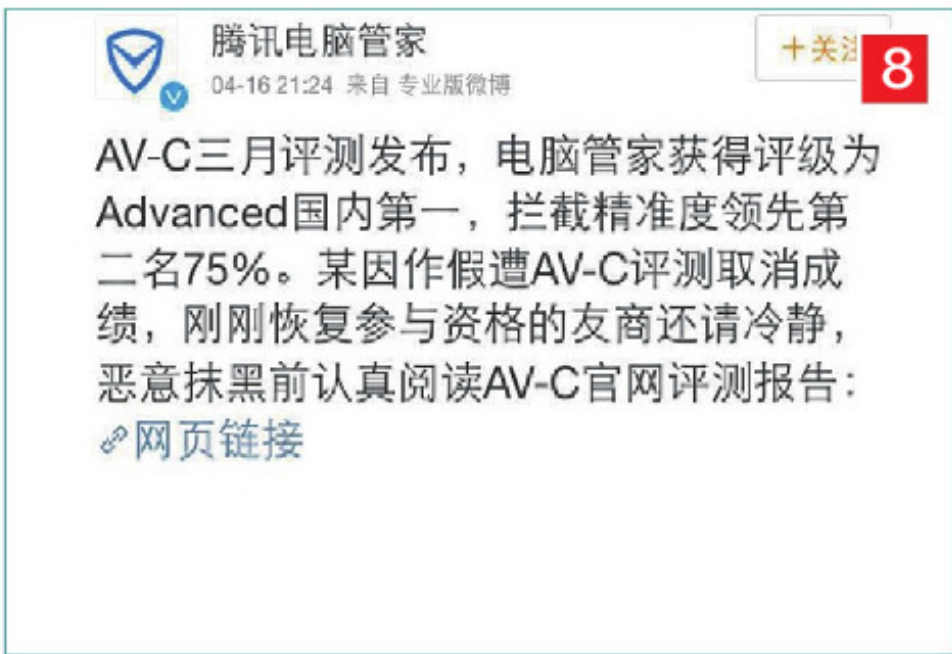 腾讯电脑管家
+关注
8
04-16 21:24 来自 专业版微博
AV-C三月评测发布，电脑管家获得评级为
Advanced国内第一，拦截精准度领先第
二名75%。某因作假遭AV-C评测取消成
绩，刚刚恢复参与资格的友商还请冷静，
恶意抹黑前认真阅读AV-C官网评测报告：
网页链接